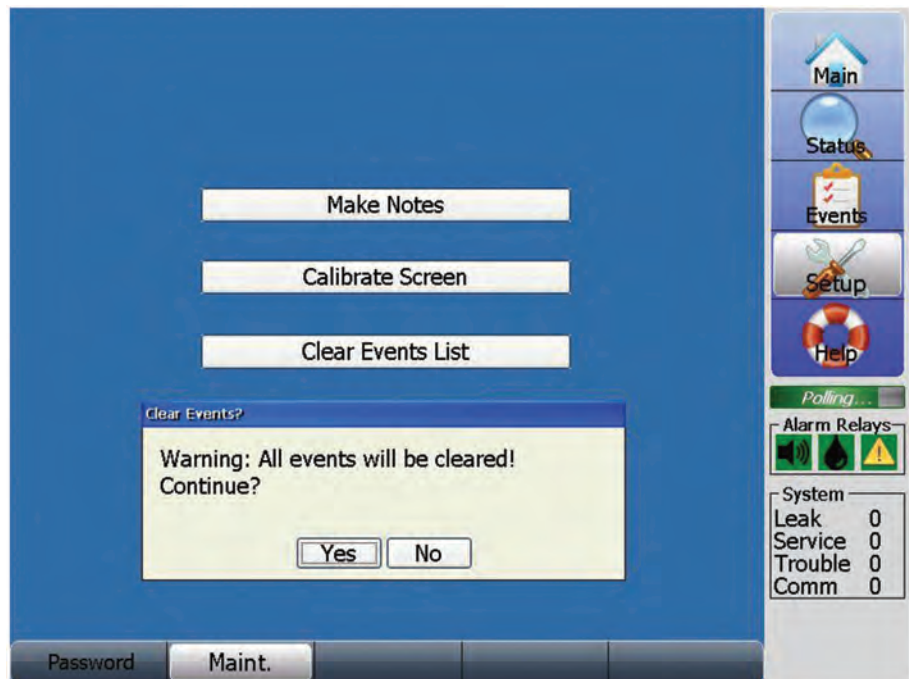 Make Notes
Calibrate Screen
Clear Events List
Clear Events?
Warning: All events will be cleared!
Continue?
Yes No
Password Maint.
Main
Status
Events
Setup
Help
Polling...
Alarm Relays
System
Leak 0
Service 0
Trouble 0
Comm 0